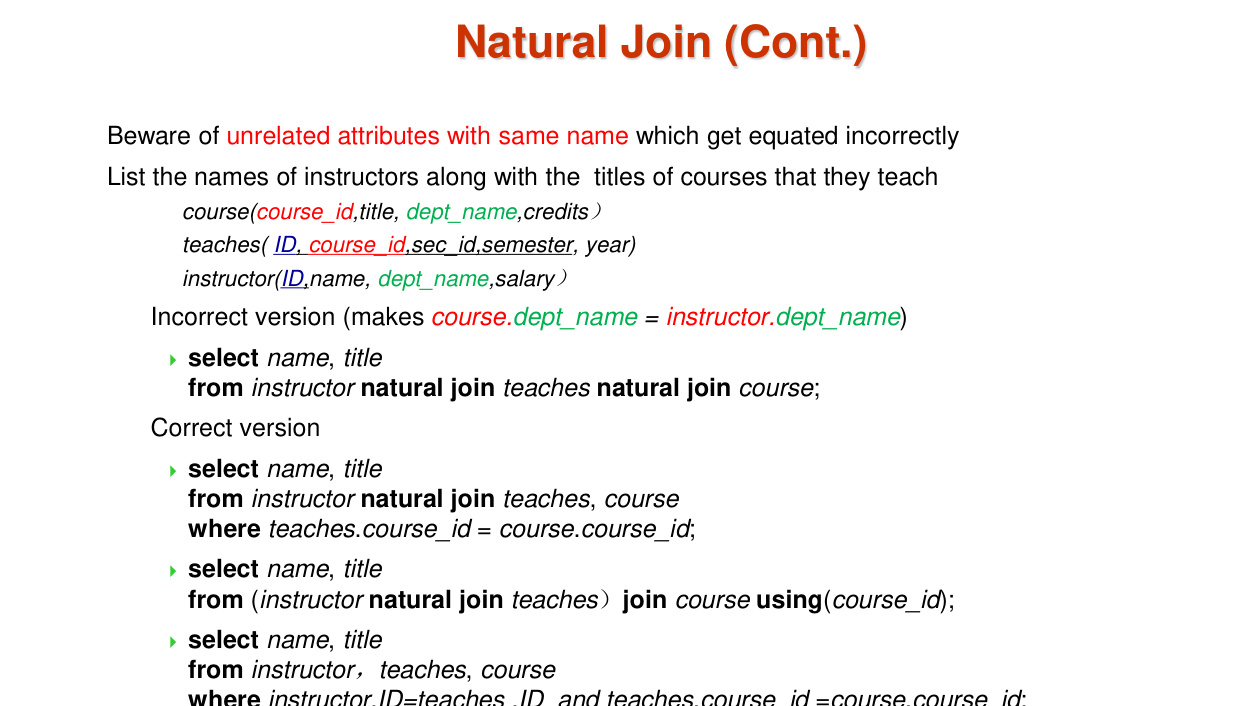 Natural Join (Cont.)
Beware of unrelated attributes with same name which get equated incorrectly
List the names of instructors along with the titles of courses that they teach
course(course_id,title, dept_name,credits）
teaches( ID, course_id,sec_id,semester, year)
instructor(ID,name, dept_name,salary）
Incorrect version (makes course.dept_name = instructor.dept_name)
select name, title
from instructor natural join teaches natural join course;
Correct version
select name, title
from instructor natural join teaches, course
where teaches.course_id = course.course_id;
select name, title
from (instructor natural join teaches）join course using(course_id);
select name, title
from instructor，teaches, course
where instructor.ID=teaches .ID and teaches.course_id =course.course_id;